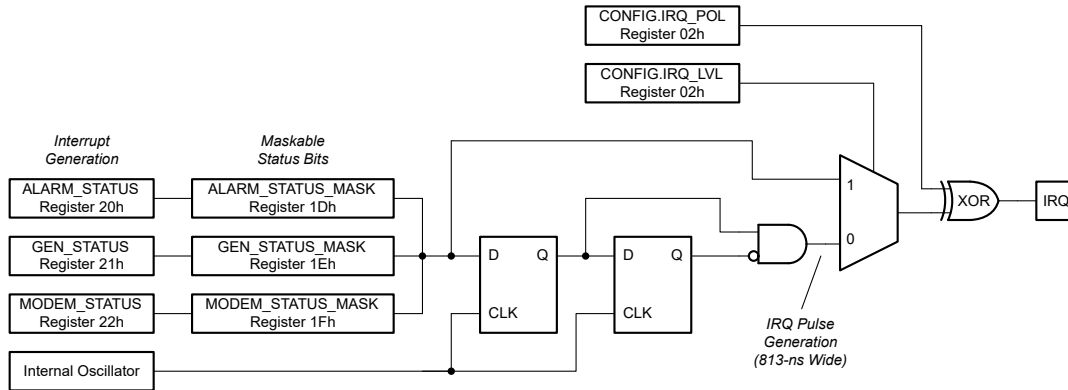 CONFIG.IRQ_POL
Register 02h
CONFIG.IRQ_LVL
Register 02h
Interrupt
Generation
Maskable
Status Bits
ALARM_STATUS
Register 20h
ALARM_STATUS_MASK
Register 1Dh
GEN_STATUS
Register 21h
GEN_STATUS_MASK
Register 1Eh
MODEM_STATUS
Register 22h
MODEM_STATUS_MASK
Register 1Fh
Internal Oscillator
D
Q
CLK
D
Q
CLK
1
0
XOR
IRQ
IRQ Pulse
Generation
(813-ns Wide)